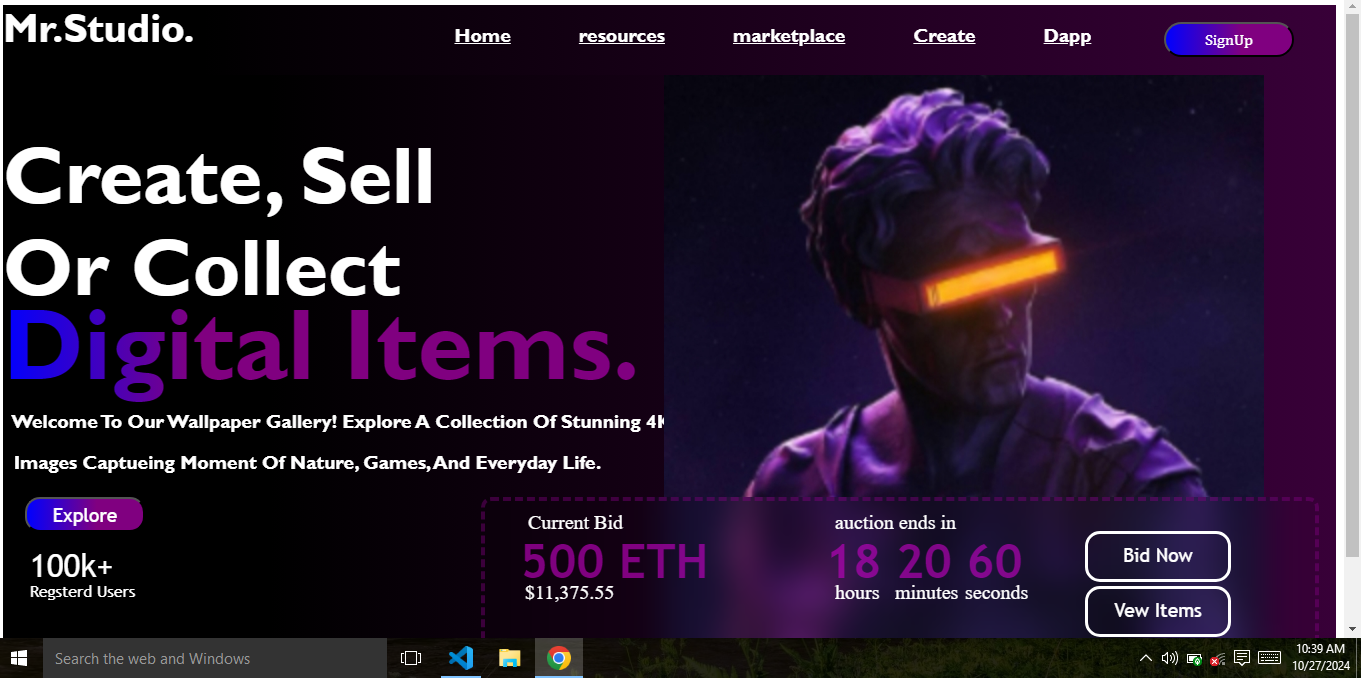 Mr.Studio.
Home resources marketplace Create Dapp SignUp
Create, Sell
Or Collect
Digital Items.
Welcome To Our Wallpaper Gallery! Explore A Collection Of Stunning 4K
Images Captueing Moment Of Nature, Games,And Everyday Life.
Explore
100k+
Regsterd Users
Current Bid
500 ETH
$11,375.55
auction ends in
18 20 60
hours minutes seconds
Bid Now
Vew Items
Search the web and Windows
10:39 AM
10/27/2024